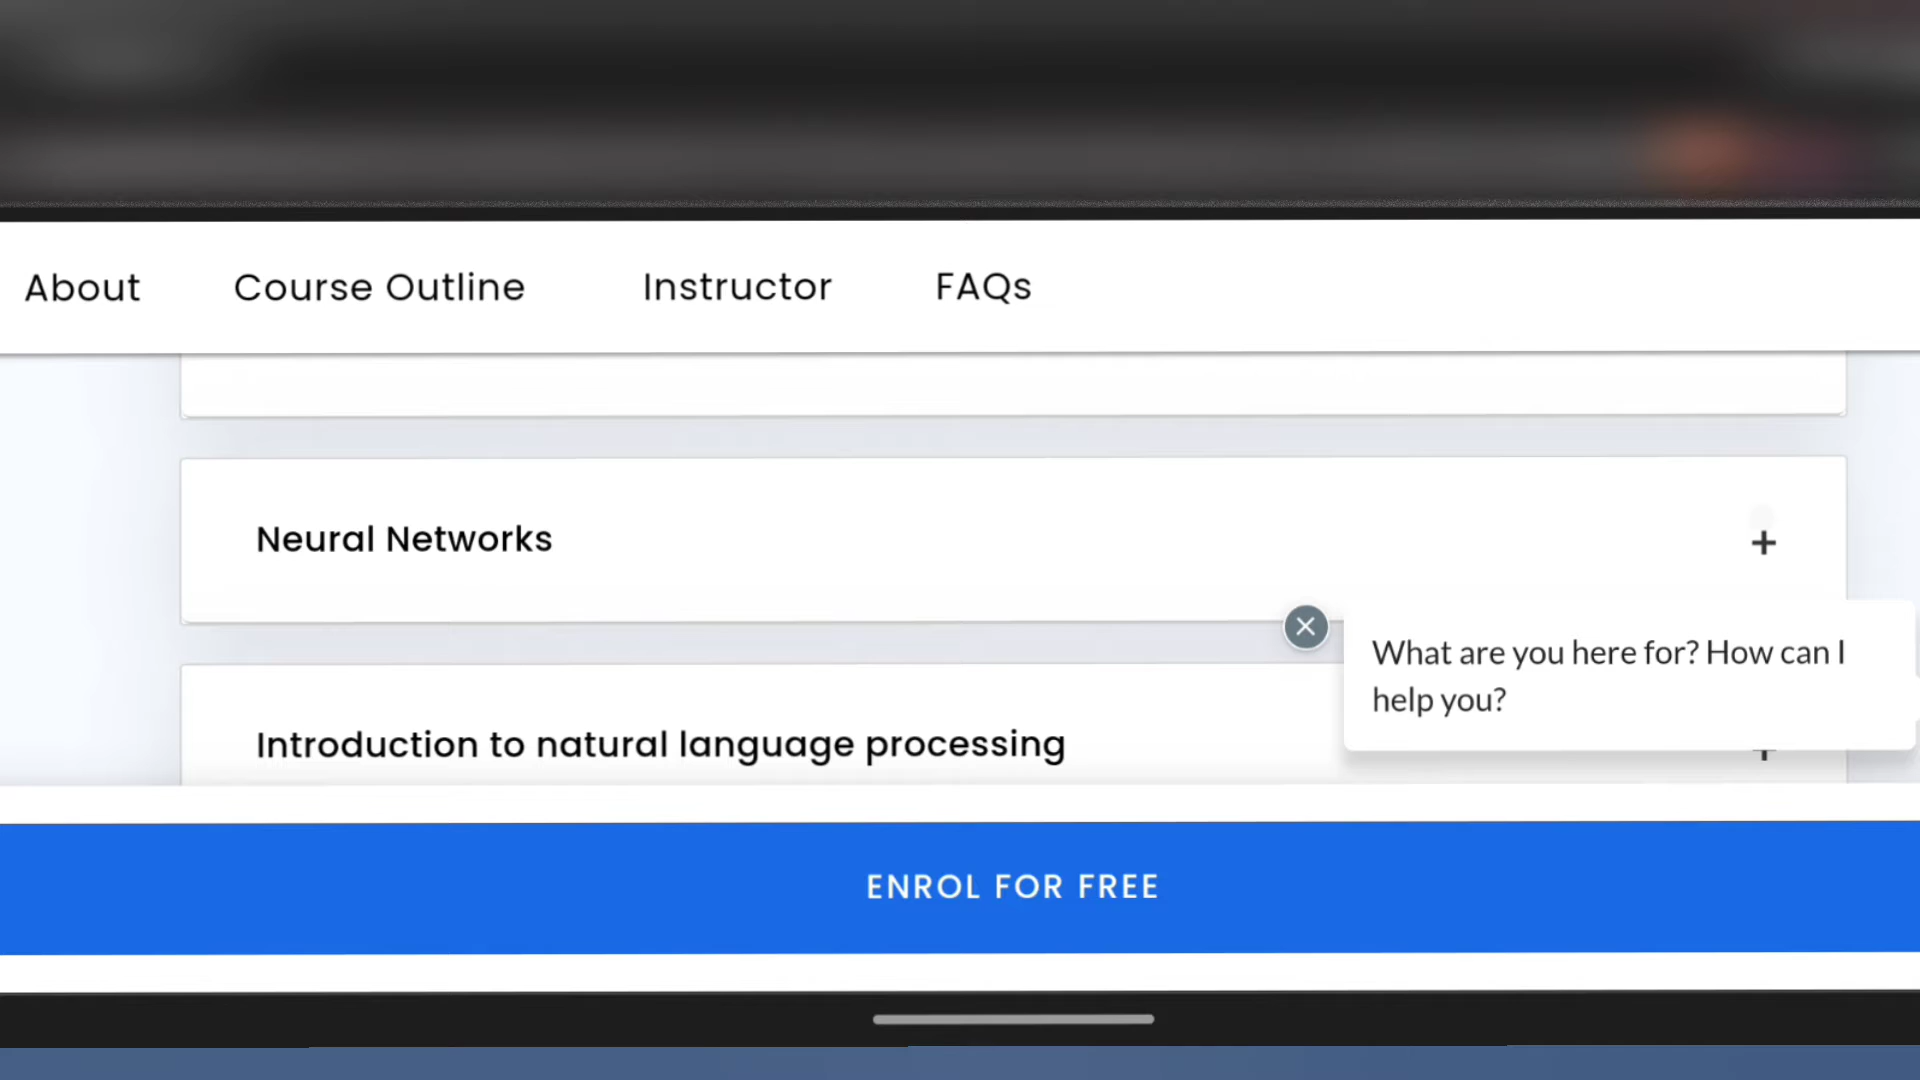 About Course Outline Instructor FAQs
Neural Networks
What are you here for? How can I
help you?
Introduction to natural language processing
ENROL FOR FREE